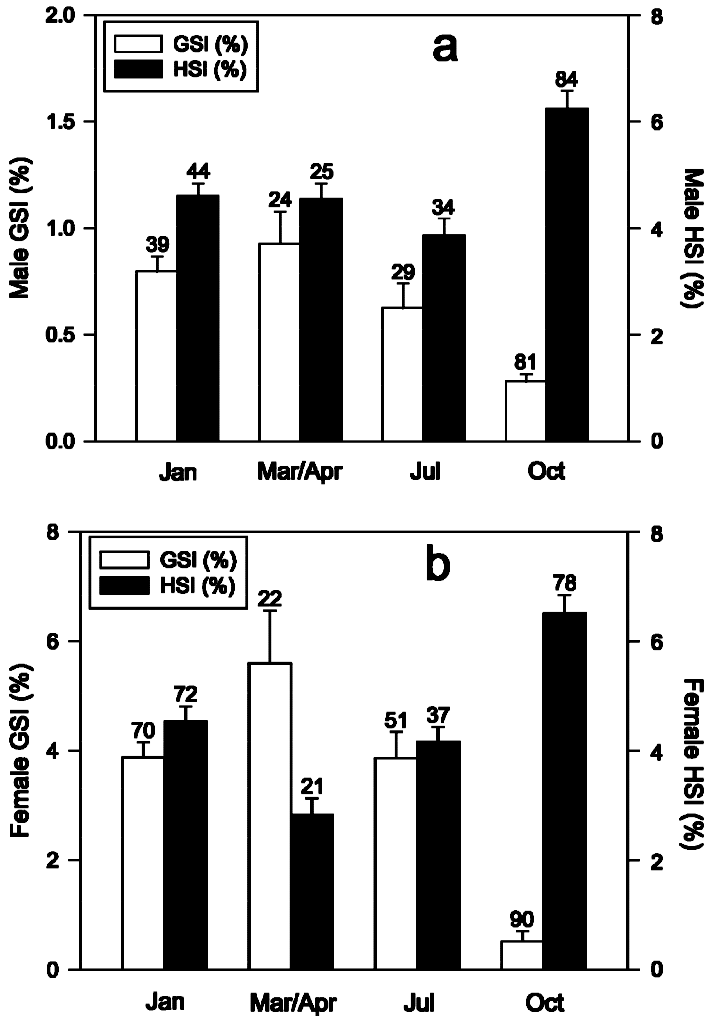 2.0
1.5
1.0
0.5
0.0
Male GSI (%)
GSI (%)
HSI (%)
a
39
44
24
25
29
34
81
84
8
6
4
2
0
Male HSI (%)
Jan
Mar/Apr
Jul
Oct
8
6
4
2
0
Female GSI (%)
GSI (%)
HSI (%)
b
70
72
22
21
51
37
90
78
8
6
4
2
0
Female HSI (%)
Jan
Mar/Apr
Jul
Oct